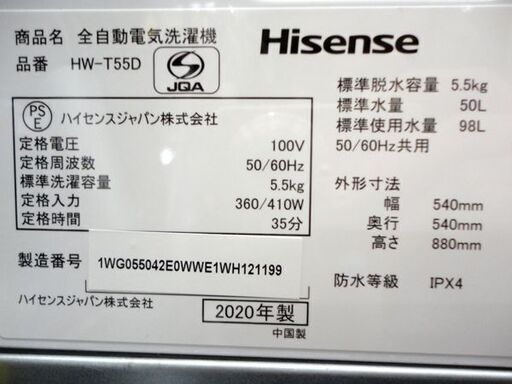 商品名 全自動電気洗濯機
品番 HW-T55D
S
JQA
Hisense
PS
E
ハイセンスジャパン株式会社
定格電圧 100V
定格周波数 50/60Hz
標準洗濯容量 5.5kg
定格入力 360/410W
定格時間 35分
標準脱水容量 5.5kg
標準水量 50L
標準使用水量 98L
50/60Hz共用
外形寸法
幅 540mm
奥行 540mm
高さ 880mm
防水等級 IPX4
製造番号 1WG055042E0WWE1WH121199
ハイセンスジャパン株式会社
2020年製
中国製